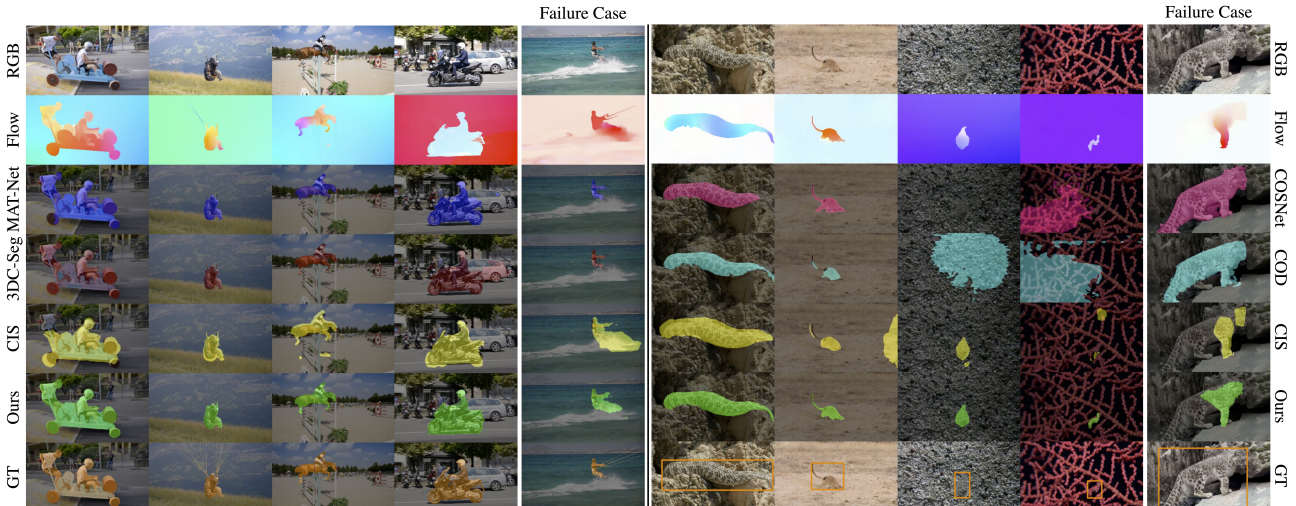 Failure Case
Failure Case
RGB
Flow
MAT-Net
3DC-Seg
CIS
Ours
GT
RGB
Flow
COSNet
COD
CIS
Ours
GT